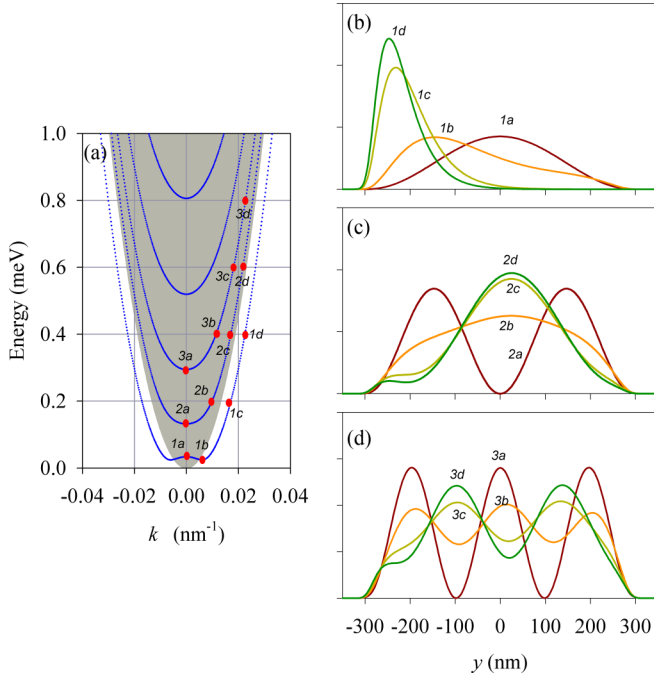 (a)
1.0
0.8
0.6
0.4
0.2
0.0
Energy (meV)
-0.04
-0.02
0.00
0.02
0.04
k (nm⁻¹)
3d
3c
2d
3b
2c
1d
3a
2b
2a
1c
1a
1b
(b)
1d
1c
1a
1b
(c)
2d
2c
2b
2a
(d)
3a
3d
3b
3c
-300
-200
-100
0
100
200
300
y (nm)